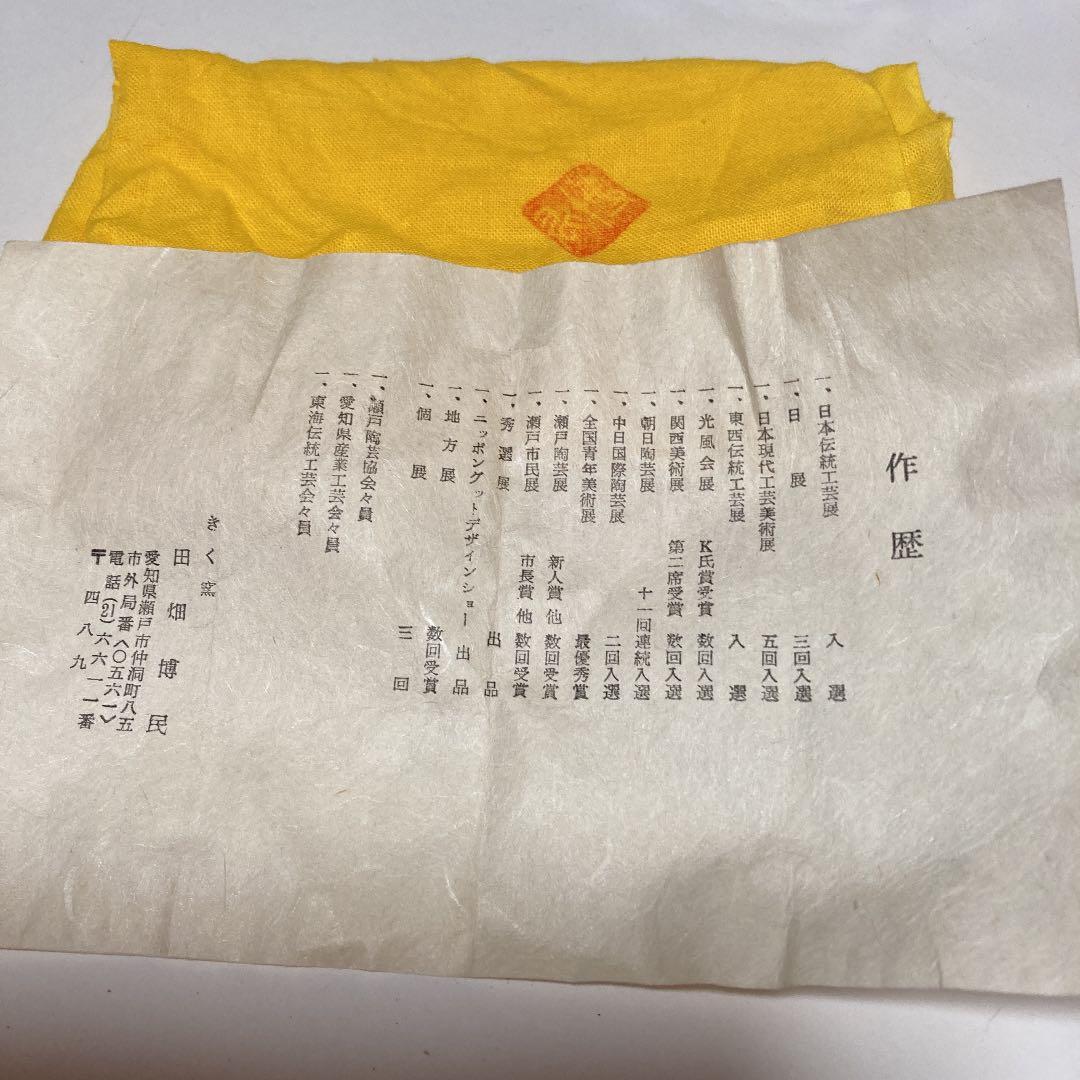 作歴
一、日本伝統工芸展 入選
一、日展 三回入選
一、日本現代工芸美術展 五回入選
一、東西伝統工芸展 入選
一、光風会展 K氏賞受賞 数回入選
一、関西美術展 第二席受賞 数回入選
一、朝日陶芸展 十一回連続入選
一、中日国際陶芸展 二回入選
一、全国青年美術展 最優秀賞
一、瀬戸陶芸展 新人賞他 数回受賞
一、瀬戸市民展 市長賞他 数回受賞
一、秀選展 出品
一、ニッポングットデザインショー 出品
一、地方展 数回受賞
一、個展 三回
一、瀬戸陶芸協会々員
一、愛知県産業工芸会々員
一、東海伝統工芸会々員
きく窯
田畑博民
愛知県瀬戸市仲洞町八五
市外局番〈〇五六一〉
電話(21)六六一一番
〒四八九